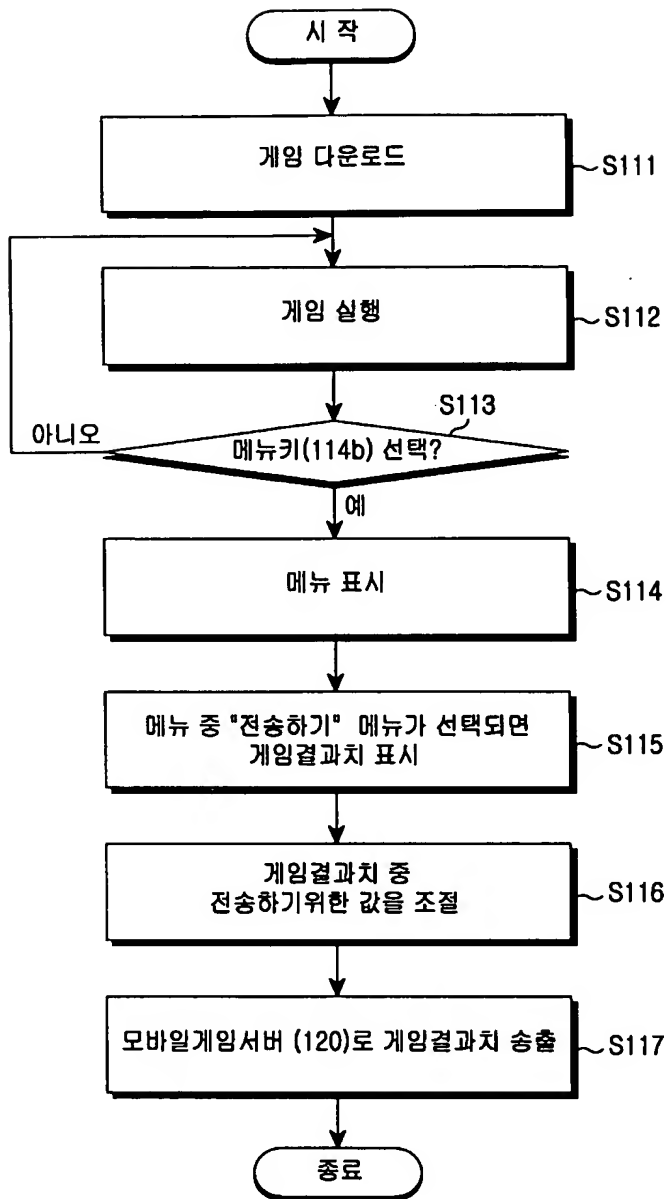 시 작
게임 다운로드
S111
게임 실행
S112
S113
아니오
메뉴키(114b) 선택?
예
메뉴 표시
S114
메뉴 중 "전송하기" 메뉴가 선택되면
게임결과치 표시
S115
게임결과치 중
전송하기위한 값을 조절
S116
모바일게임서버 (120)로 게임결과치 송출
S117
종료